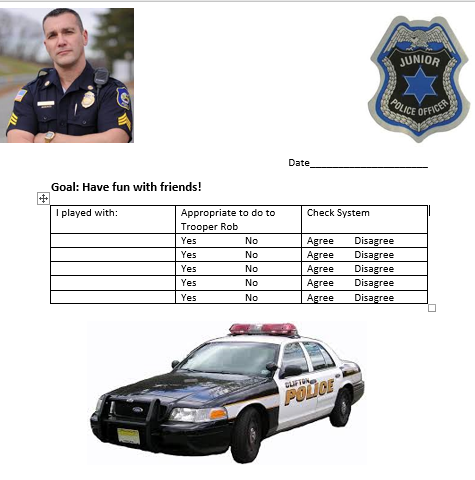 JUNIOR
POLICE OFFICER
Date____________________
Goal: Have fun with friends!
I played with: Appropriate to do to Check System
Trooper Rob
Yes No Agree Disagree
Yes No Agree Disagree
Yes No Agree Disagree
Yes No Agree Disagree
Yes No Agree Disagree
CLIFTON
POLICE